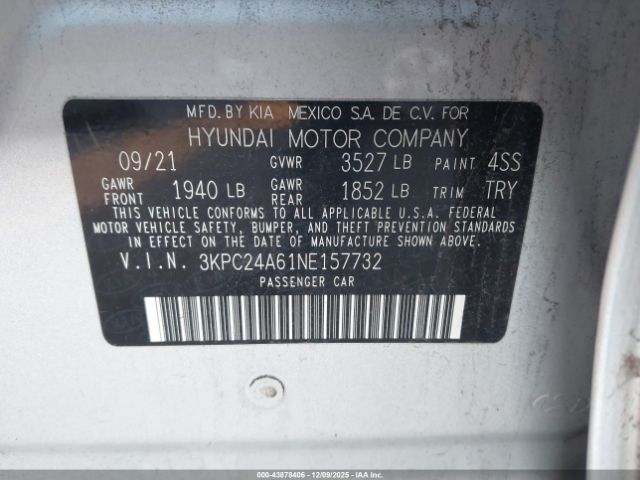 MFD. BY KIA MEXICO S.A. DE C.V. FOR
HYUNDAI MOTOR COMPANY
09/21 GVWR 3527 LB PAINT 4SS
GAWR FRONT 1940 LB GAWR REAR 1852 LB TRIM TRY
THIS VEHICLE CONFORMS TO ALL APPLICABLE U.S.A. FEDERAL
MOTOR VEHICLE SAFETY, BUMPER, AND THEFT PREVENTION STANDARDS
IN EFFECT ON THE DATE OF MANUFACTURE SHOWN ABOVE.
V.I.N. 3KPC24A61NE157732
PASSENGER CAR
000-43878406 - 12/09/2025 - IAAI.COM